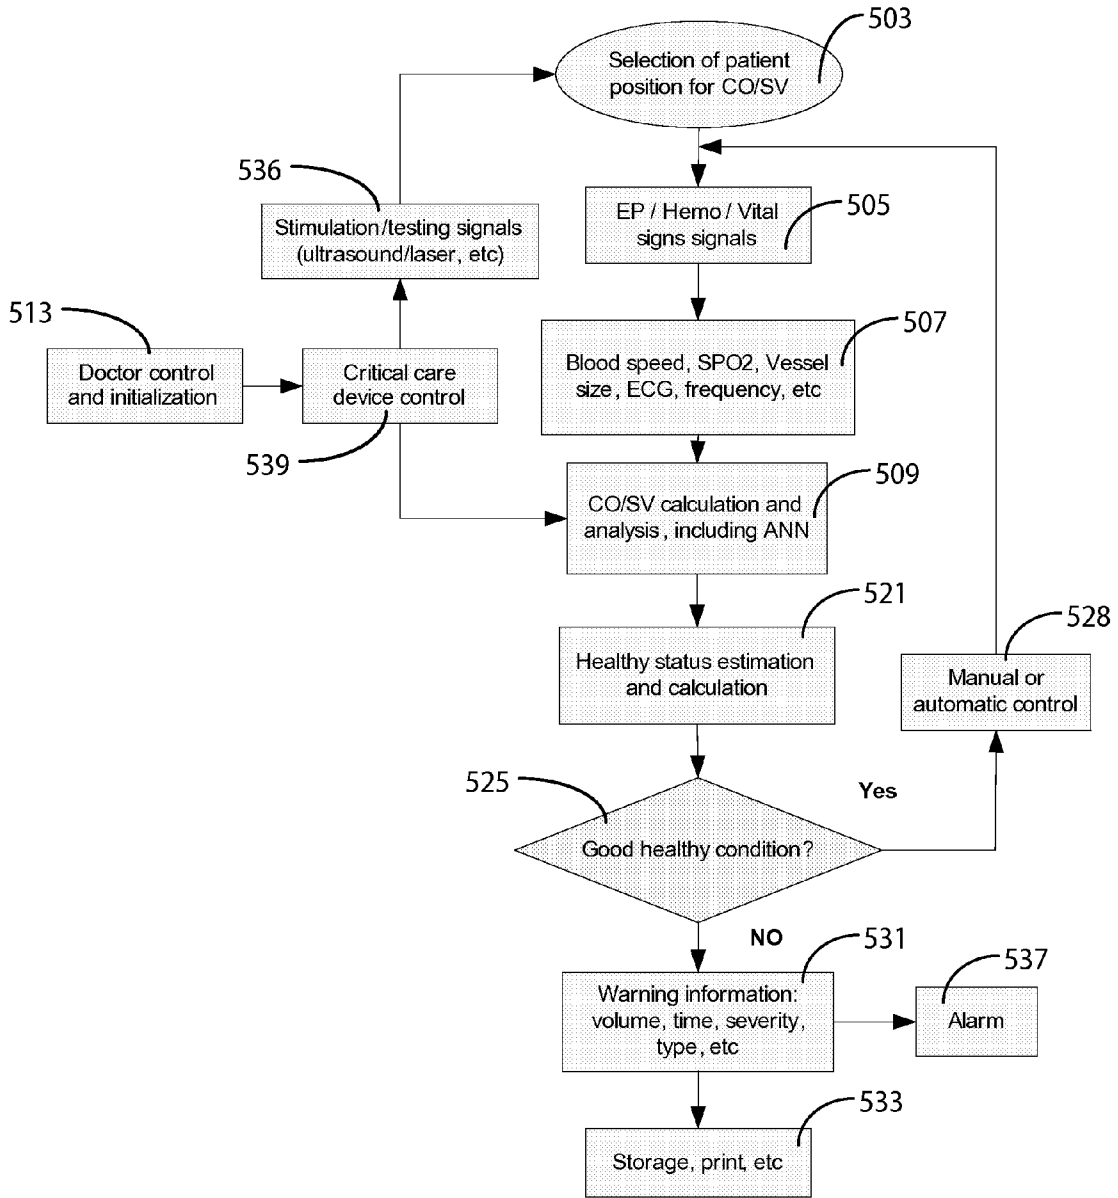 503
Selection of patient
position for CO/SV
536
Stimulation/testing signals
(ultrasound/laser, etc)
505
EP / Hemo / Vital
signs signals
513
Doctor control
and initialization
Critical care
device control
539
507
Blood speed, SPO2, Vessel
size, ECG, frequency, etc
509
CO/SV calculation and
analysis, including ANN
521
Healthy status estimation
and calculation
528
Manual or
automatic control
525
Good healthy condition?
Yes
NO
531
Warning information:
volume, time, severity,
type, etc
537
Alarm
533
Storage, print, etc